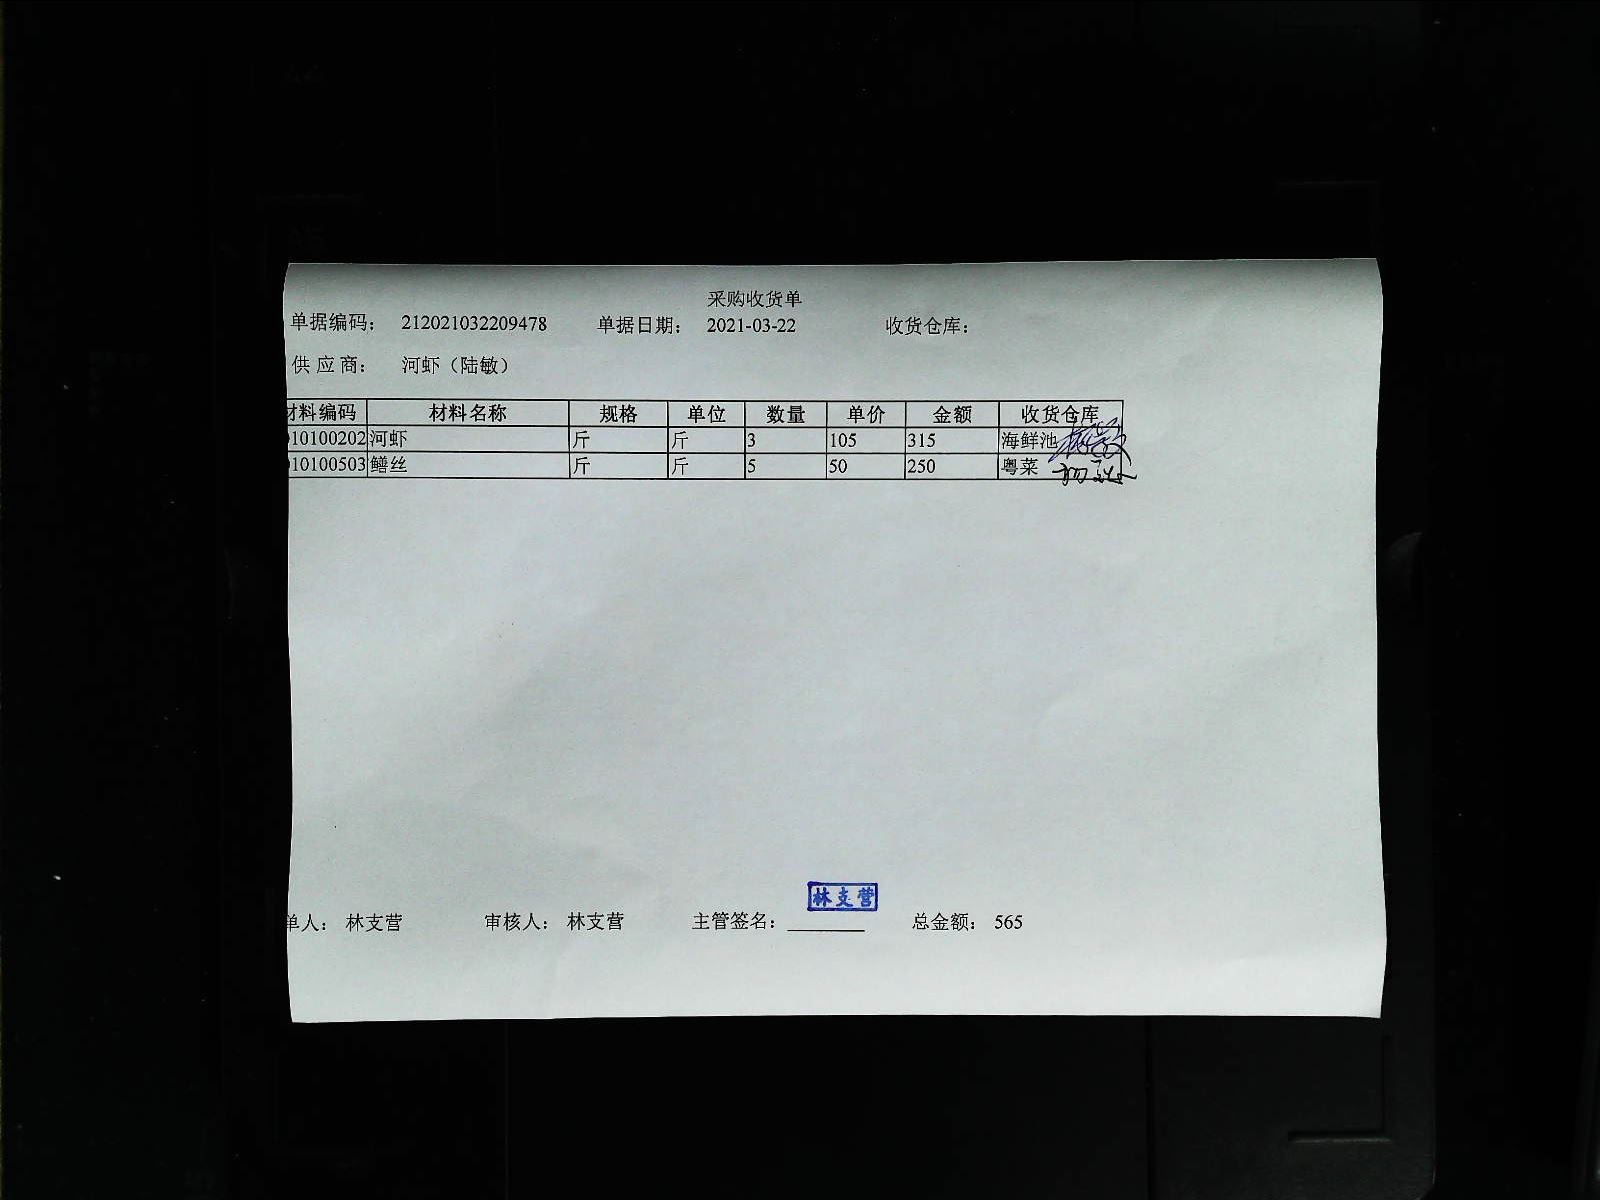 采购收货单
单据编码： 212021032209478 单据日期： 2021-03-22 收货仓库：
供 应 商： 河虾（陆敏）
材料编码 材料名称 规格 单位 数量 单价 金额 收货仓库
10100202 河虾 斤 斤 3 105 315 海鲜池
10100503 鳝丝 斤 斤 5 50 250 粤菜
林支营
单人： 林支营 审核人： 林支营 主管签名： 总金额： 565